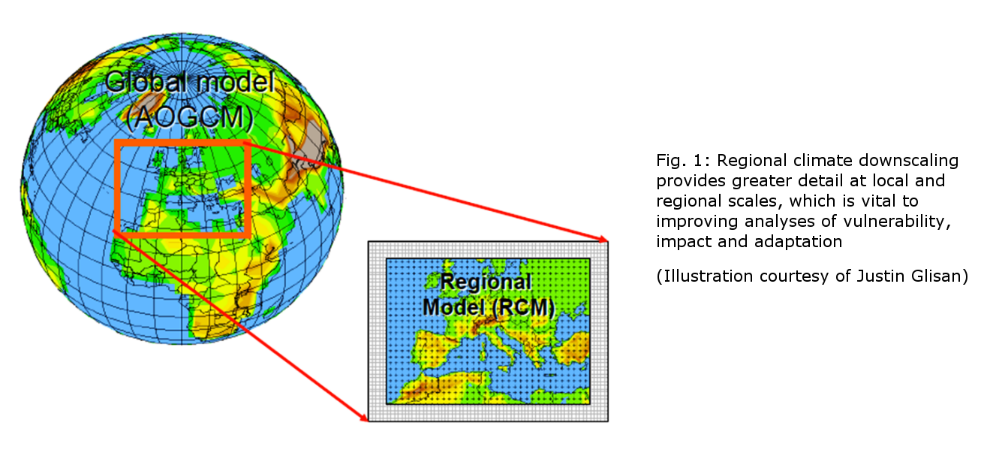 Global model
(AOGCM)
Regional
Model (RCM)
Fig. 1: Regional climate downscaling
provides greater detail at local and
regional scales, which is vital to
improving analyses of vulnerability,
impact and adaptation
(Illustration courtesy of Justin Glisan)